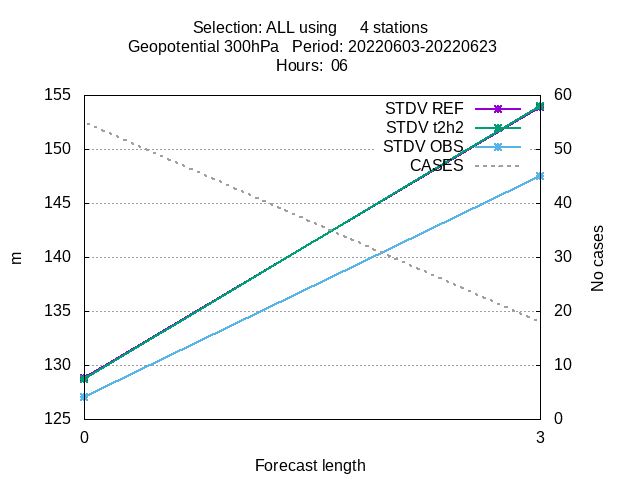 Selection: ALL using      4 stations
Geopotential 300hPa   Period: 20220603-20220623
Hours:  06
155
150
145
140
135
130
125
60
50
40
30
20
10
0
STDV REF
STDV t2h2
STDV OBS
CASES
m
No cases
0
3
Forecast length